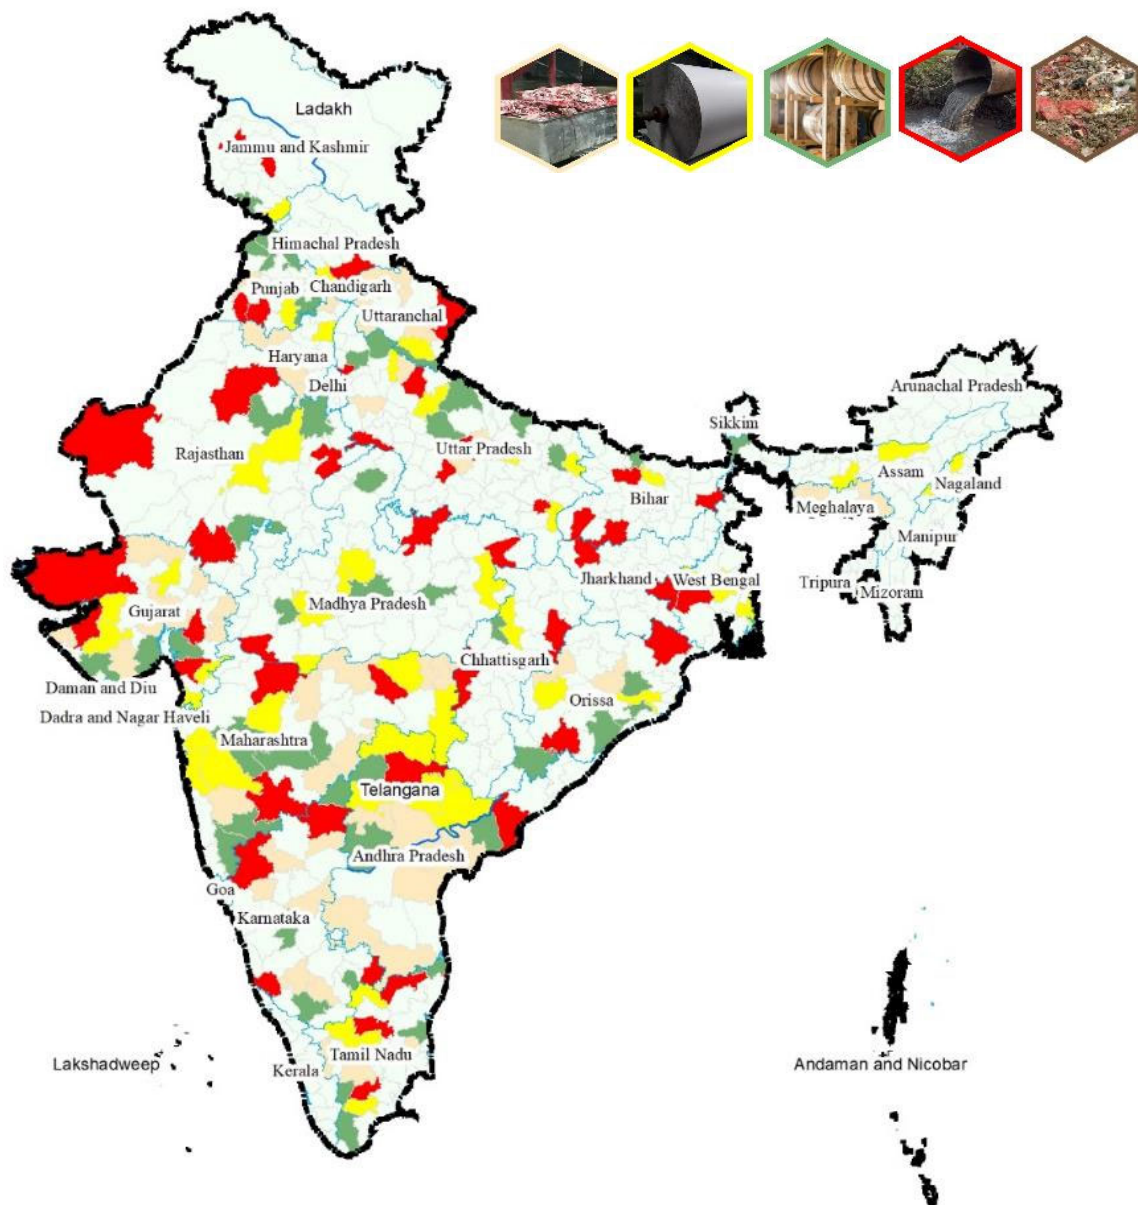 Ladakh
Jammu and Kashmir
Himachal Pradesh
Punjab
Chandigarh
Uttaranchal
Haryana
Delhi
Arunachal Pradesh
Sikkim
Rajasthan
Uttar Pradesh
Assam
Nagaland
Bihar
Meghalaya
Manipur
Jharkhand
West Bengal
Tripura
Mizoram
Gujarat
Madhya Pradesh
Chhattisgarh
Daman and Diu
Orissa
Dadra and Nagar Haveli
Maharashtra
Telangana
Andhra Pradesh
Goa
Karnataka
Tamil Nadu
Lakshadweep
Kerala
Andaman and Nicobar